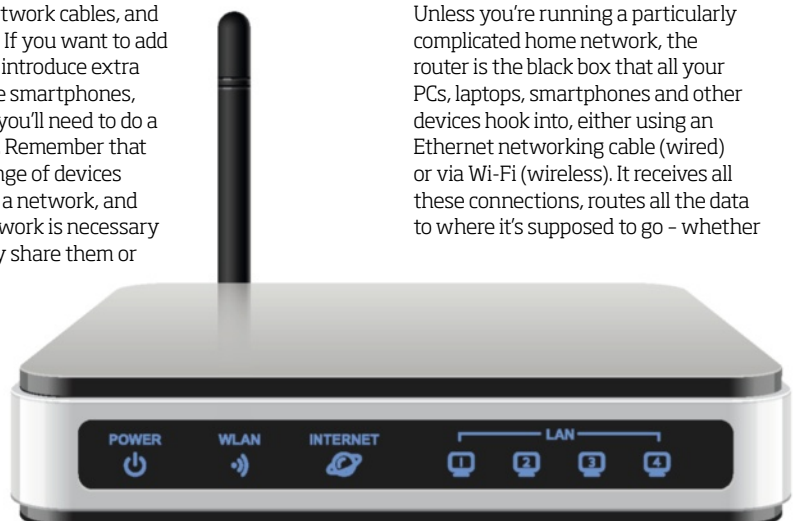 twork cables, and
If you want to add
introduce extra
e smartphones,
you'll need to do a
Remember that
nge of devices
a network, and
work is necessary
y share them or
Unless you're running a particularly
complicated home network, the
router is the black box that all your
PCs, laptops, smartphones and other
devices hook into, either using an
Ethernet networking cable (wired)
or via Wi-Fi (wireless). It receives all
these connections, routes all the data
to where it's supposed to go – whether
POWER WLAN INTERNET LAN
1 2 3 4